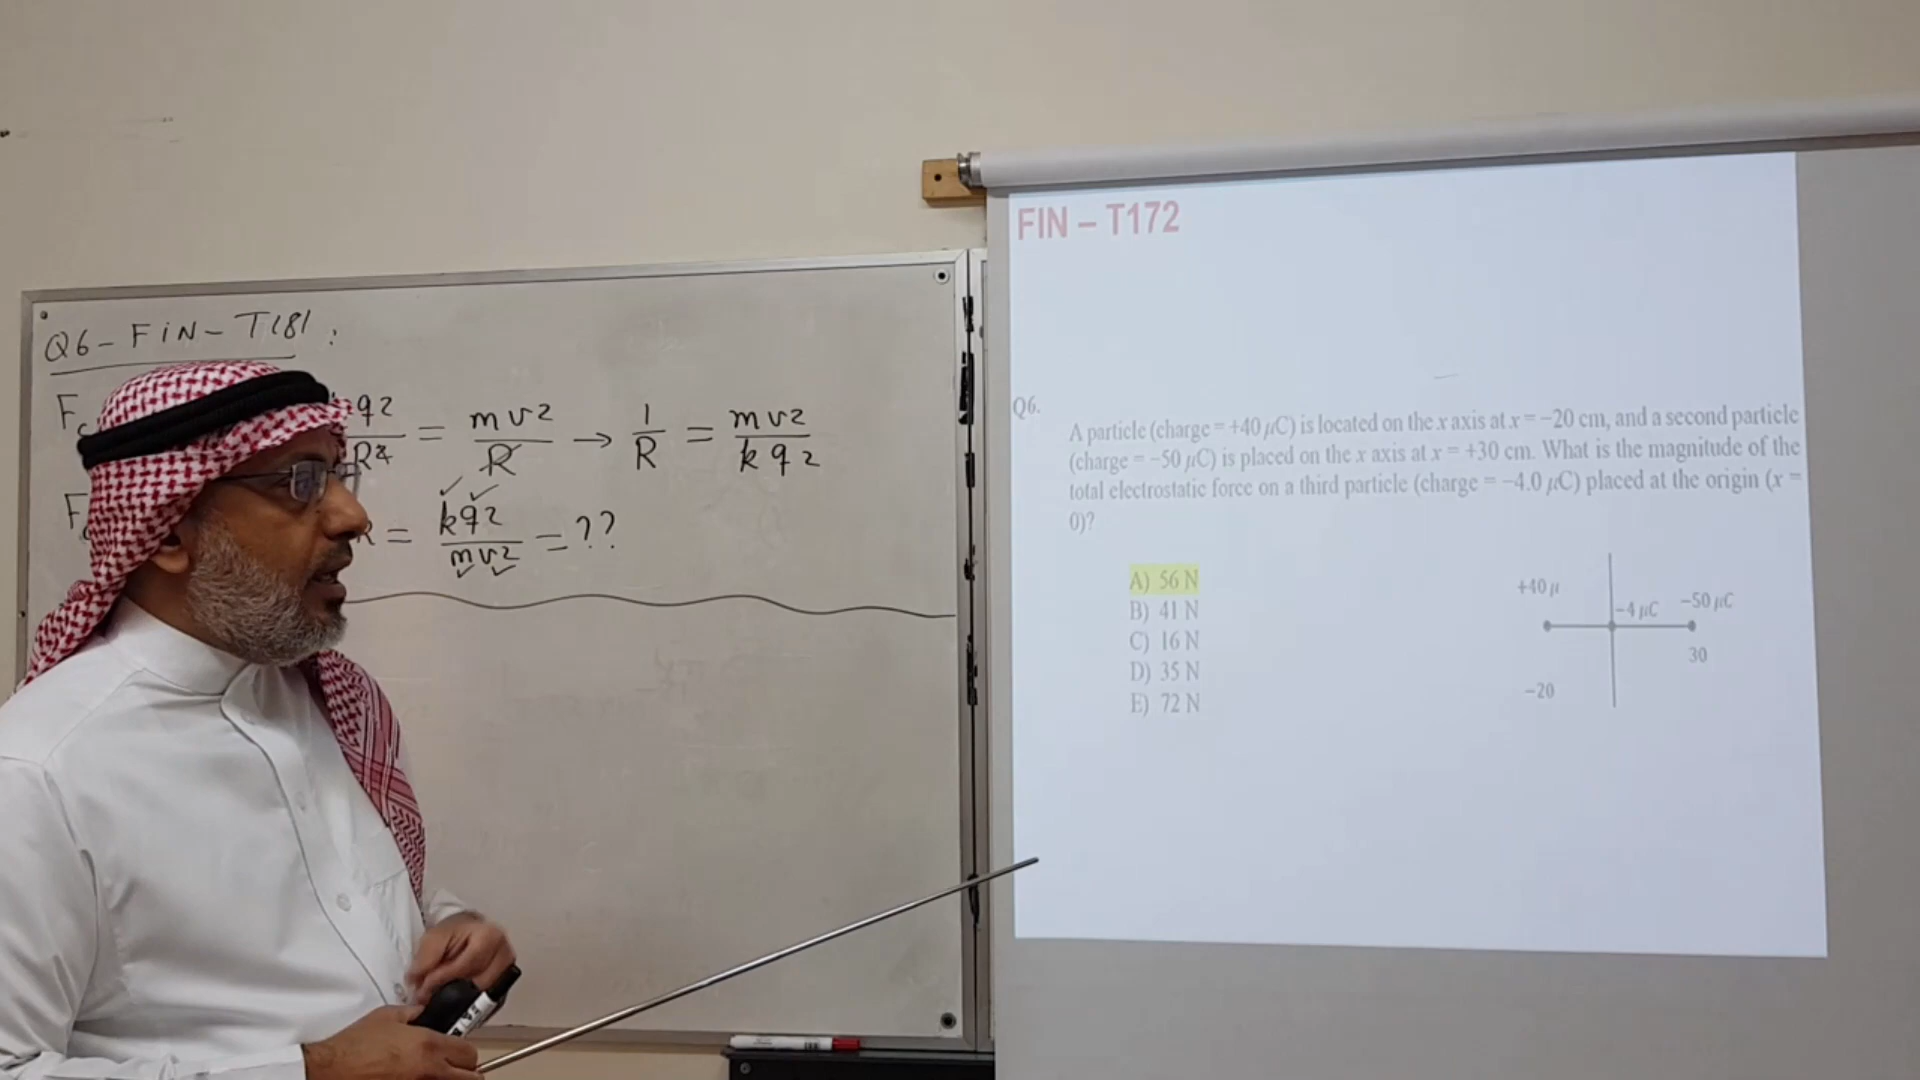 Q6 - FIN - T181 :
q2 = mv2 → 1 = mv2
R2 R R kq2
R = kq2 = ??
mv2
FIN – T172
Q6.
A particle (charge = +40 μC) is located on the x axis at x = −20 cm, and a second particle
(charge = −50 μC) is placed on the x axis at x = +30 cm. What is the magnitude of the
total electrostatic force on a third particle (charge = −4.0 μC) placed at the origin (x =
0)?
A) 56 N
B) 41 N
C) 16 N
D) 35 N
E) 72 N
+40 μ
−4 μC −50 μC
30
−20